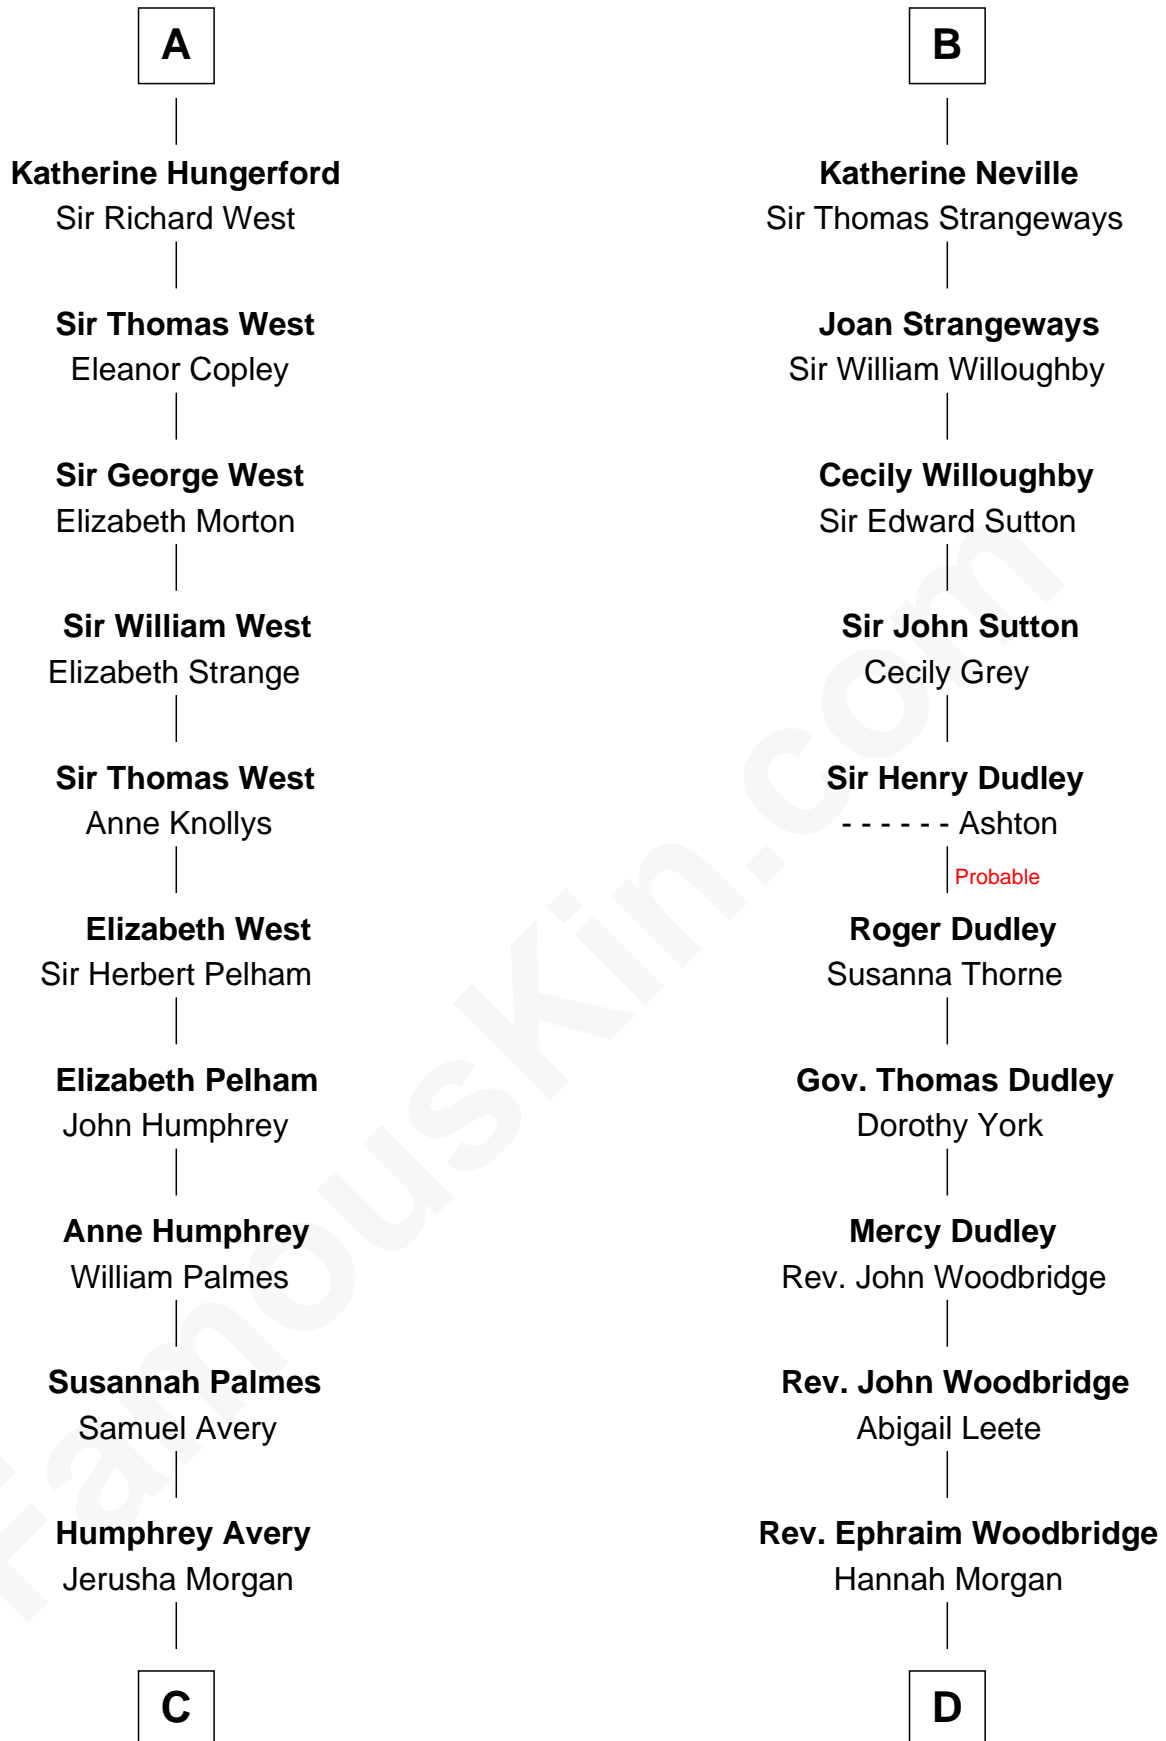 A
Katherine Hungerford
Sir Richard West
Sir Thomas West
Eleanor Copley
Sir George West
Elizabeth Morton
Sir William West
Elizabeth Strange
Sir Thomas West
Anne Knollys
Elizabeth West
Sir Herbert Pelham
Elizabeth Pelham
John Humphrey
Anne Humphrey
William Palmes
Susannah Palmes
Samuel Avery
Humphrey Avery
Jerusha Morgan
C
B
Katherine Neville
Sir Thomas Strangeways
Joan Strangeways
Sir William Willoughby
Cecily Willoughby
Sir Edward Sutton
Sir John Sutton
Cecily Grey
Sir Henry Dudley
- - - - - - Ashton
Probable
Roger Dudley
Susanna Thorne
Gov. Thomas Dudley
Dorothy York
Mercy Dudley
Rev. John Woodbridge
Rev. John Woodbridge
Abigail Leete
Rev. Ephraim Woodbridge
Hannah Morgan
D
FamousKin.com